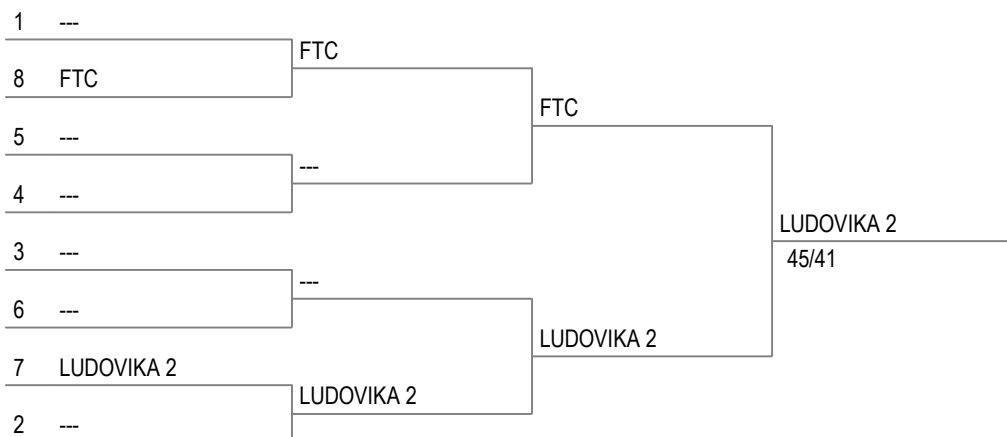 1 ---
FTC
8 FTC
FTC
5 ---
---
4 ---
LUDOVIKA 2
3 ---
45/41
---
6 ---
LUDOVIKA 2
7 LUDOVIKA 2
LUDOVIKA 2
2 ---